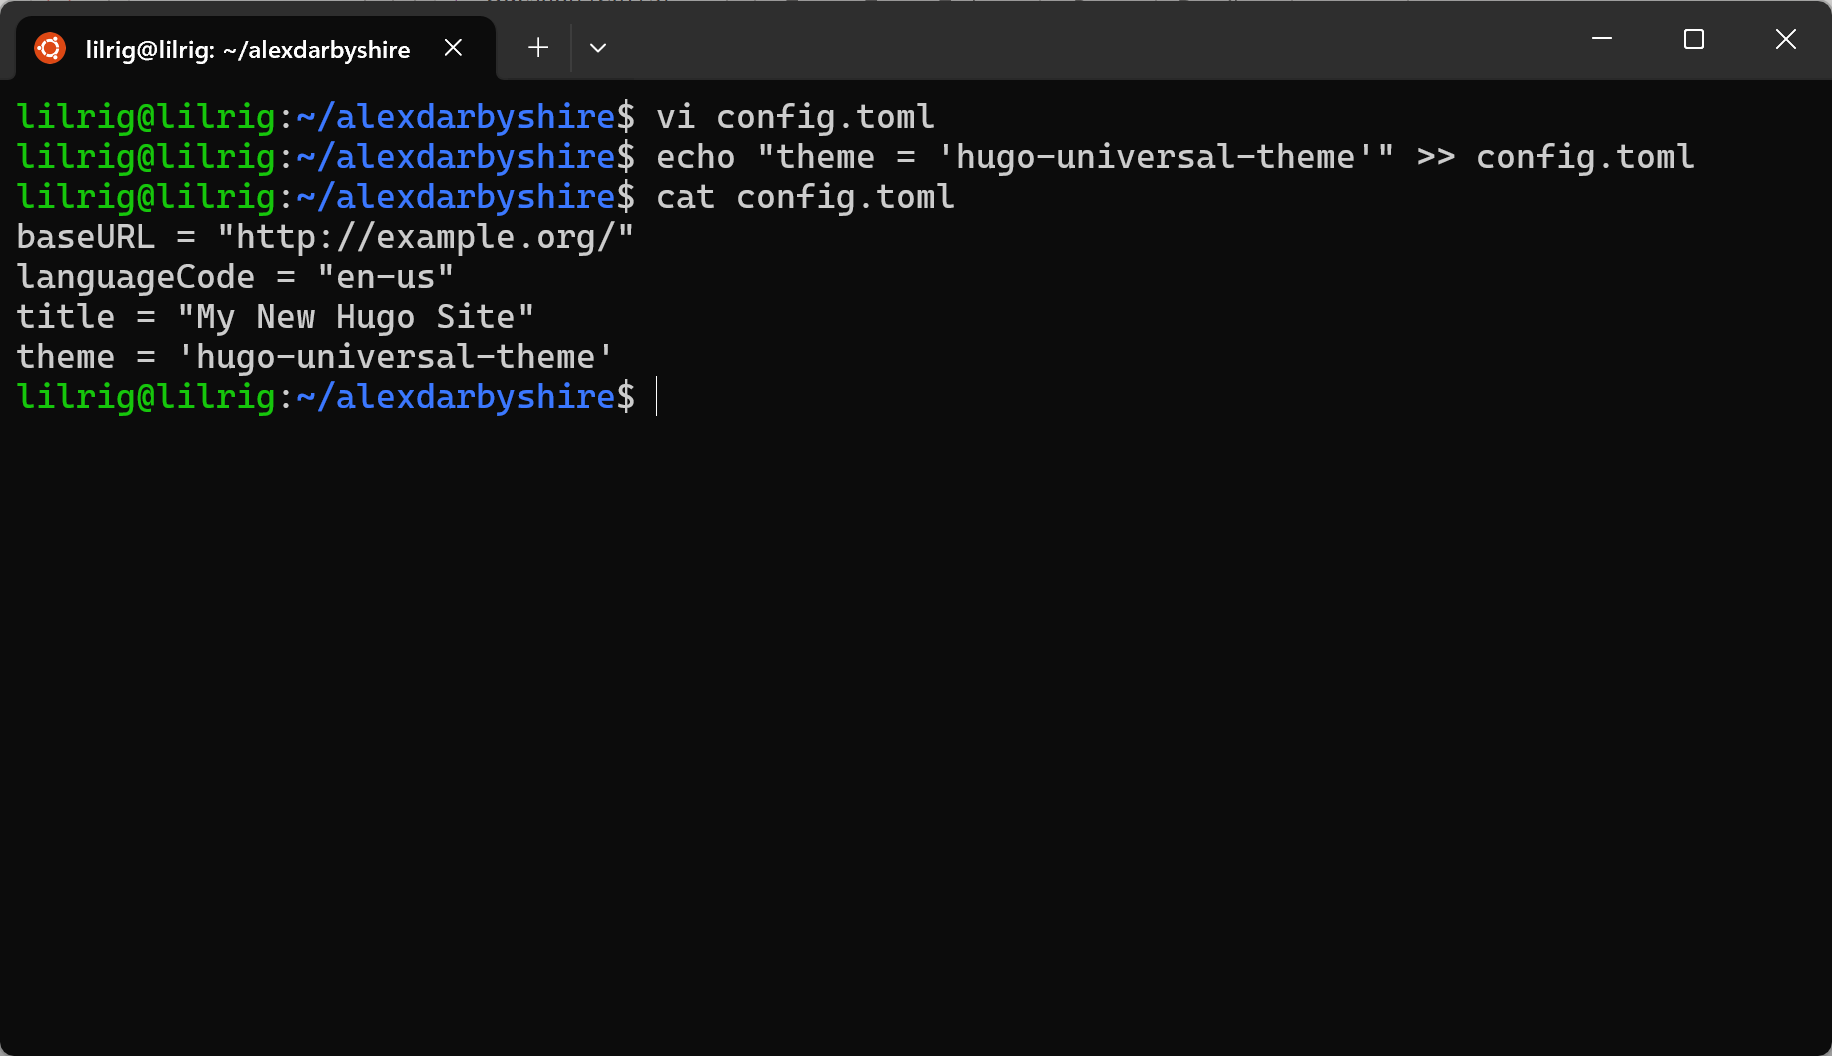 lilrig@lilrig: ~/alexdarbyshire
lilrig@lilrig:~/alexdarbyshire$ vi config.toml
lilrig@lilrig:~/alexdarbyshire$ echo "theme = 'hugo-universal-theme'" >> config.toml
lilrig@lilrig:~/alexdarbyshire$ cat config.toml
baseURL = "http://example.org/"
languageCode = "en-us"
title = "My New Hugo Site"
theme = 'hugo-universal-theme'
lilrig@lilrig:~/alexdarbyshire$